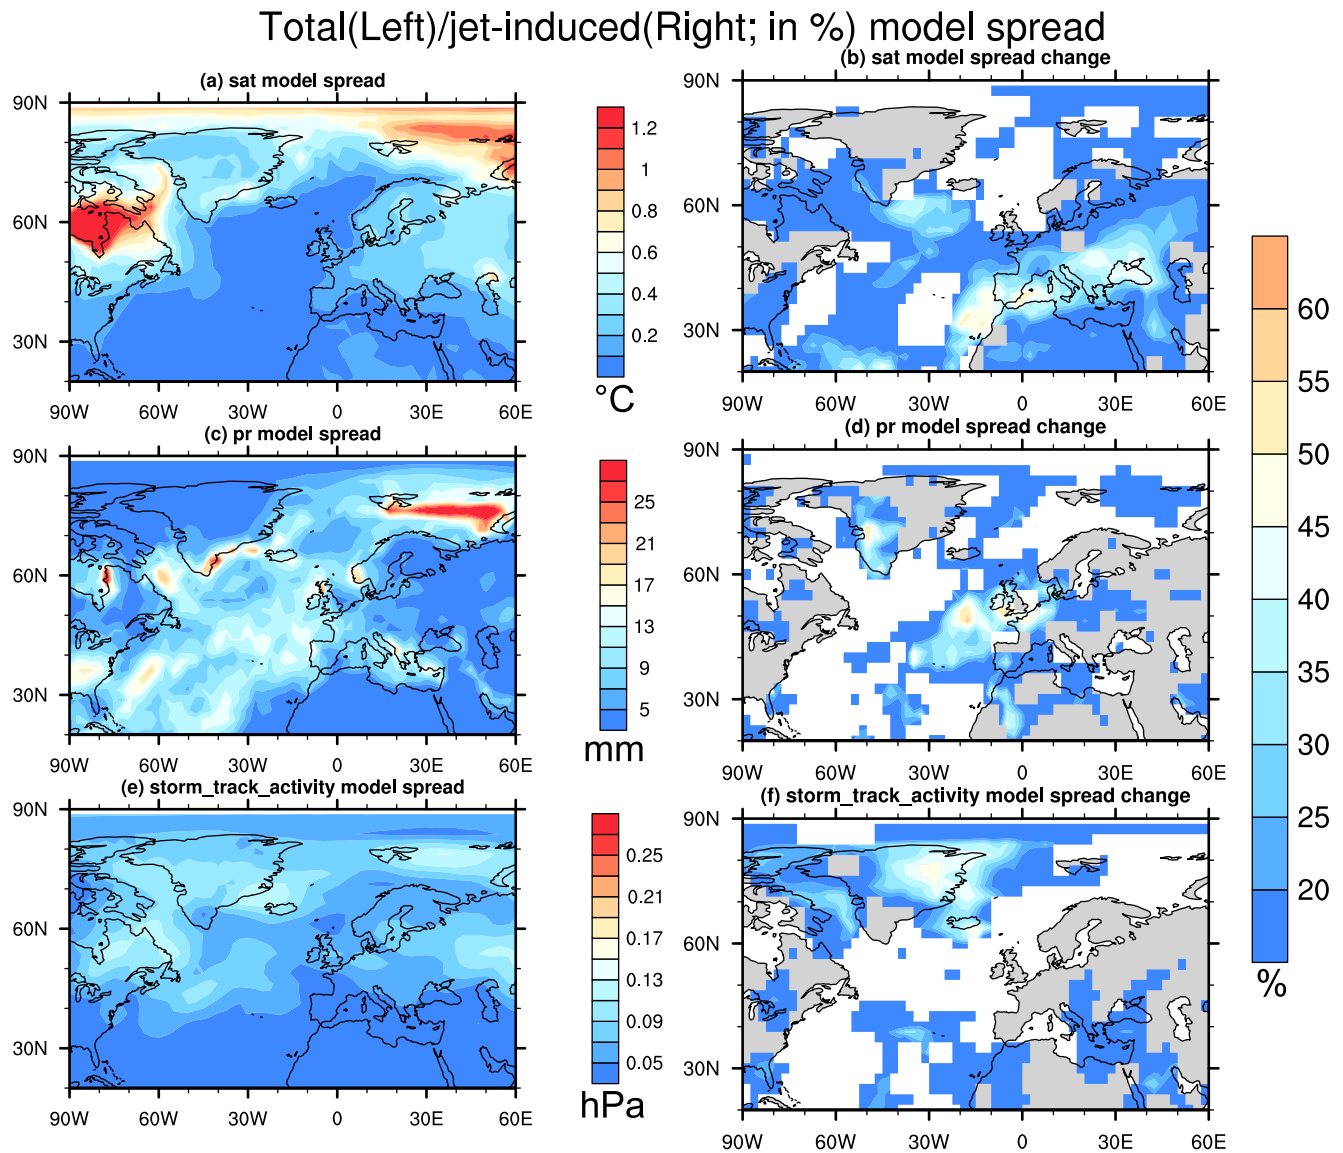 Total(Left)/jet-induced(Right; in %) model spread
(a) sat model spread
90N
60N
30N
90W 60W 30W 0 30E 60E
1.2
1
0.8
0.6
0.4
0.2
°C
(b) sat model spread change
90N
60N
30N
90W 60W 30W 0 30E 60E
(c) pr model spread
90N
60N
30N
90W 60W 30W 0 30E 60E
25
21
17
13
9
5
mm
(d) pr model spread change
90N
60N
30N
90W 60W 30W 0 30E 60E
(e) storm_track_activity model spread
90N
60N
30N
90W 60W 30W 0 30E 60E
0.25
0.21
0.17
0.13
0.09
0.05
hPa
(f) storm_track_activity model spread change
90N
60N
30N
90W 60W 30W 0 30E 60E
60
55
50
45
40
35
30
25
20
%